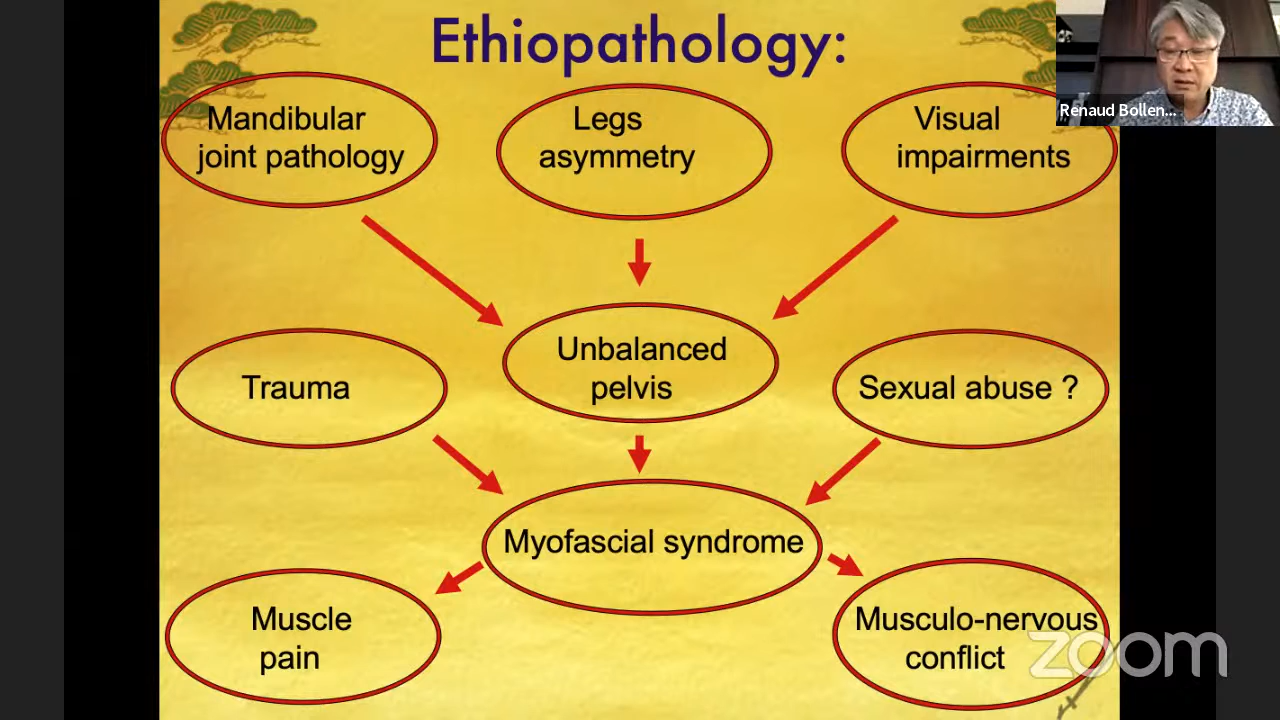 Ethiopathology:
Renaud Bollen...
Mandibular
joint pathology
Legs
asymmetry
Visual
impairments
Unbalanced
pelvis
Trauma
Sexual abuse ?
Myofascial syndrome
Muscle
pain
Musculo-nervous
conflict
zoom